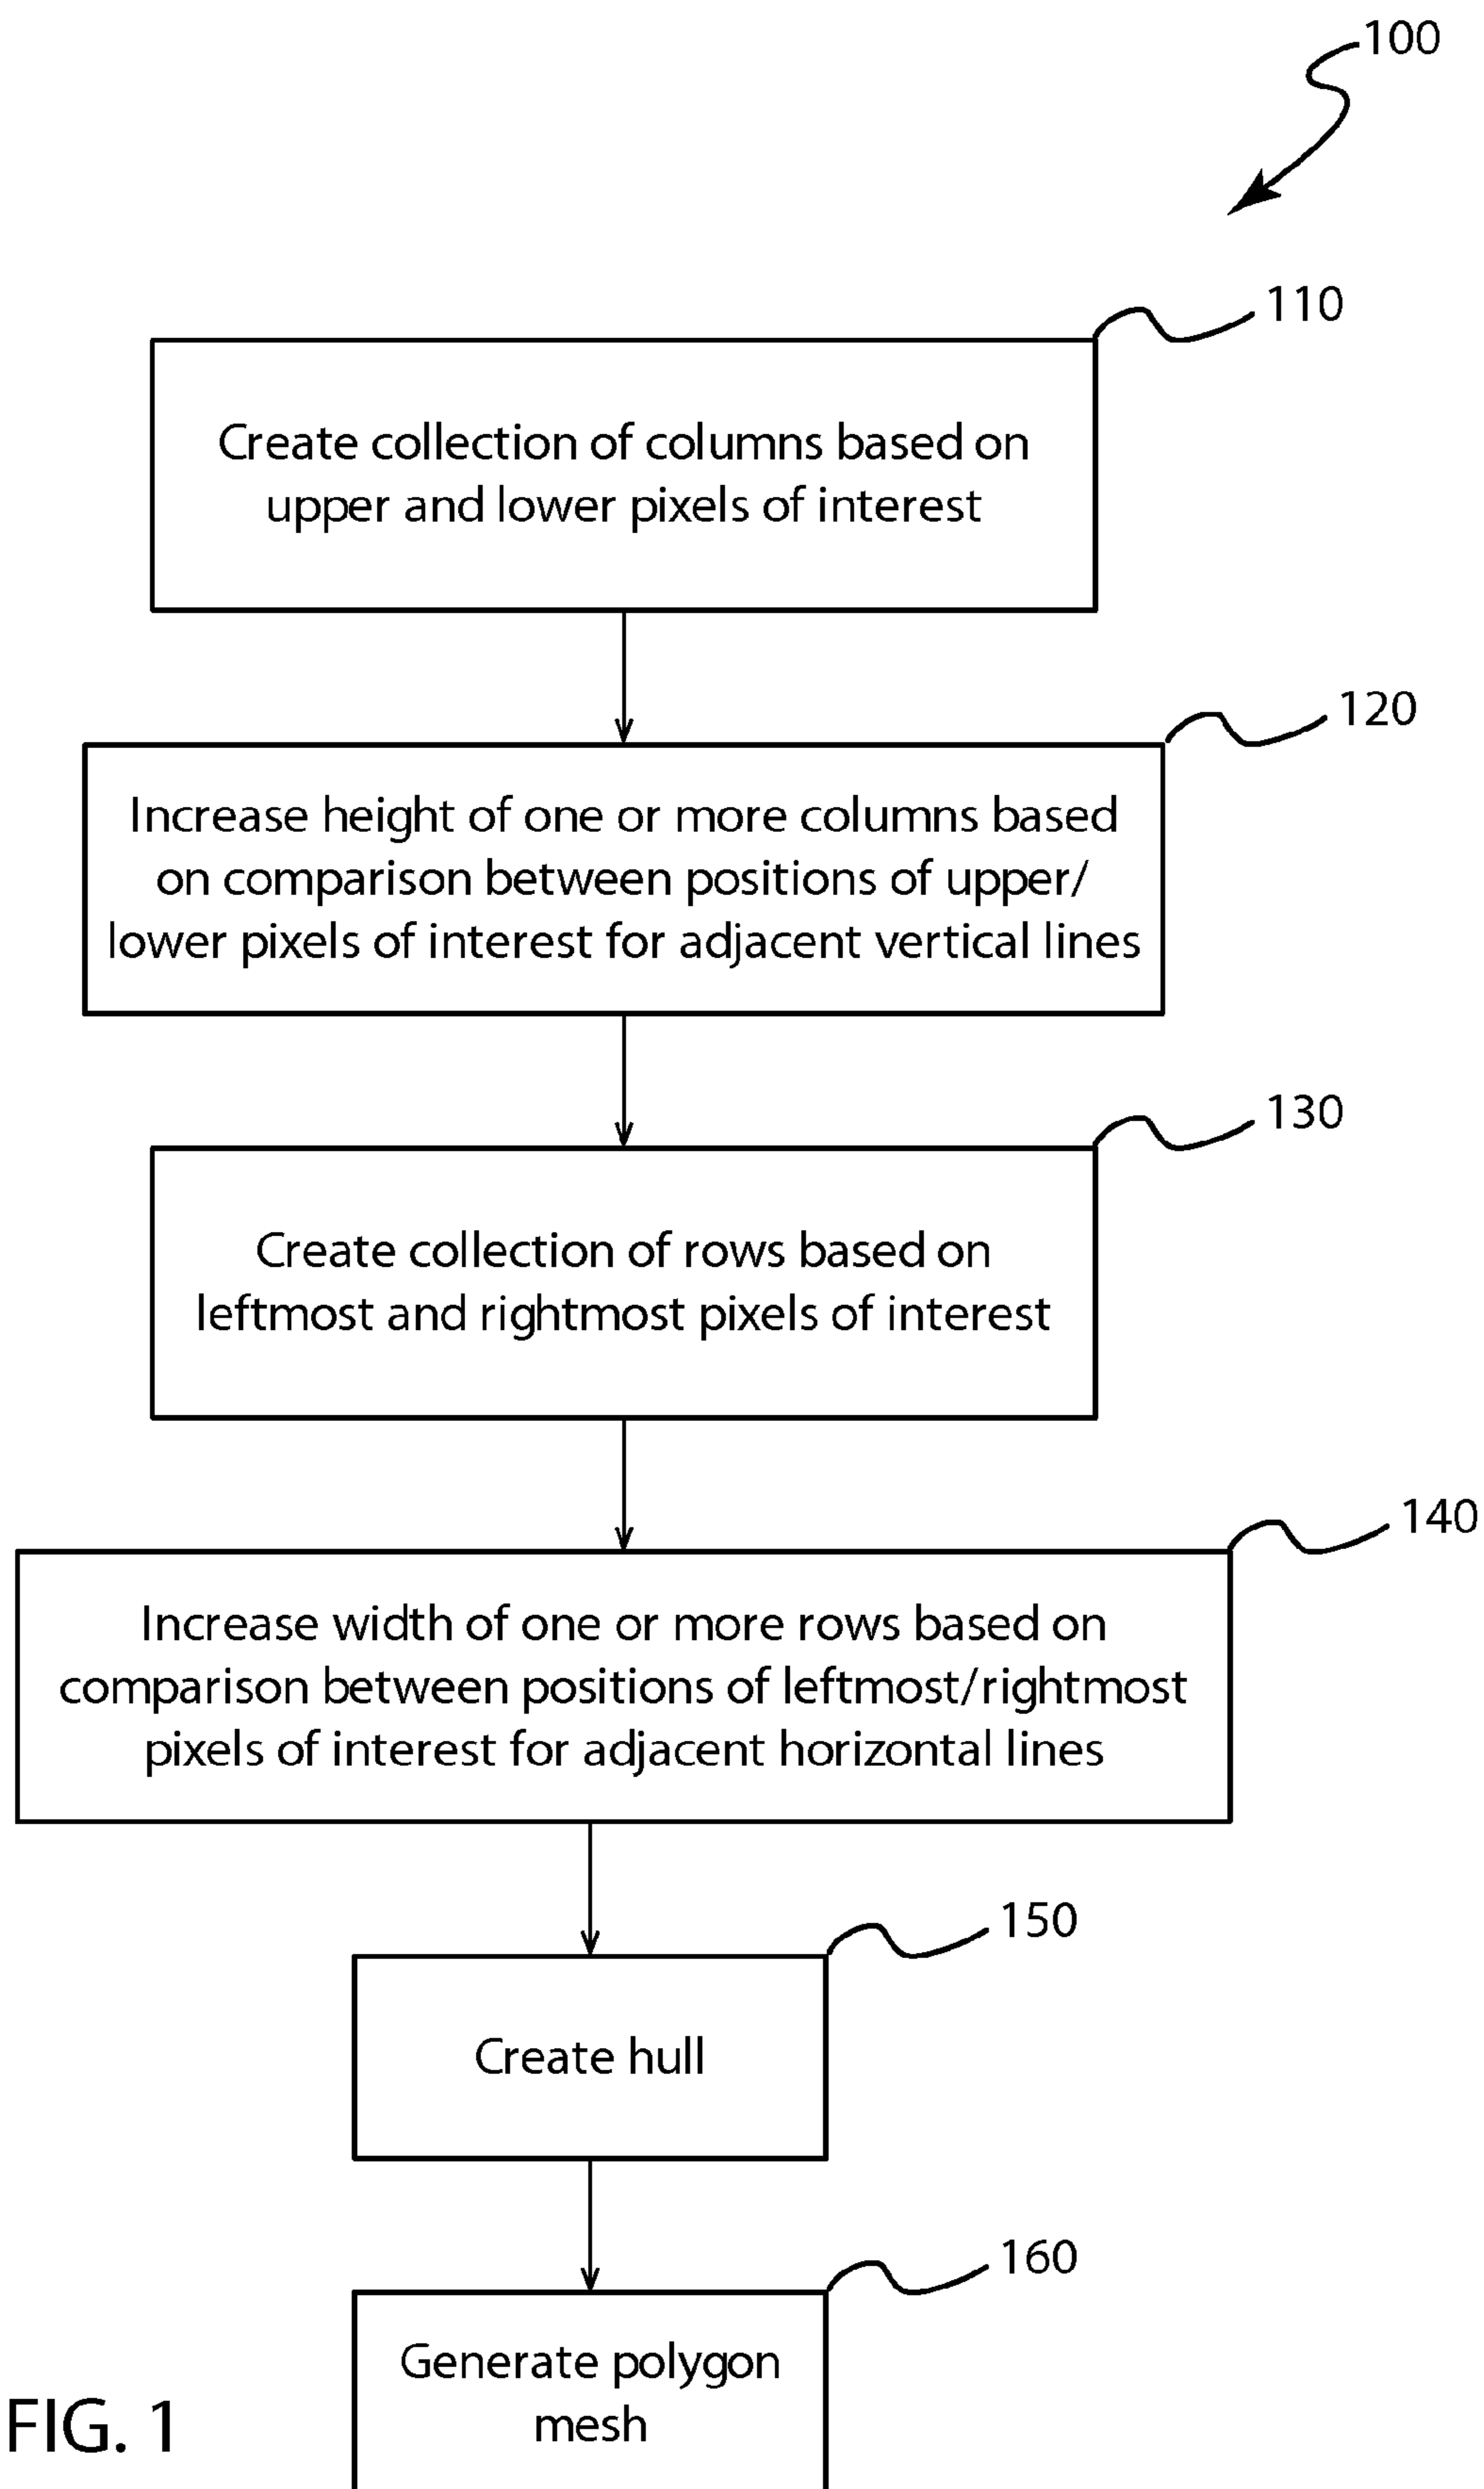 100
110
Create collection of columns based on
upper and lower pixels of interest
120
Increase height of one or more columns based
on comparison between positions of upper/
lower pixels of interest for adjacent vertical lines
130
Create collection of rows based on
leftmost and rightmost pixels of interest
140
Increase width of one or more rows based on
comparison between positions of leftmost/rightmost
pixels of interest for adjacent horizontal lines
150
Create hull
160
Generate polygon
mesh
FIG. 1